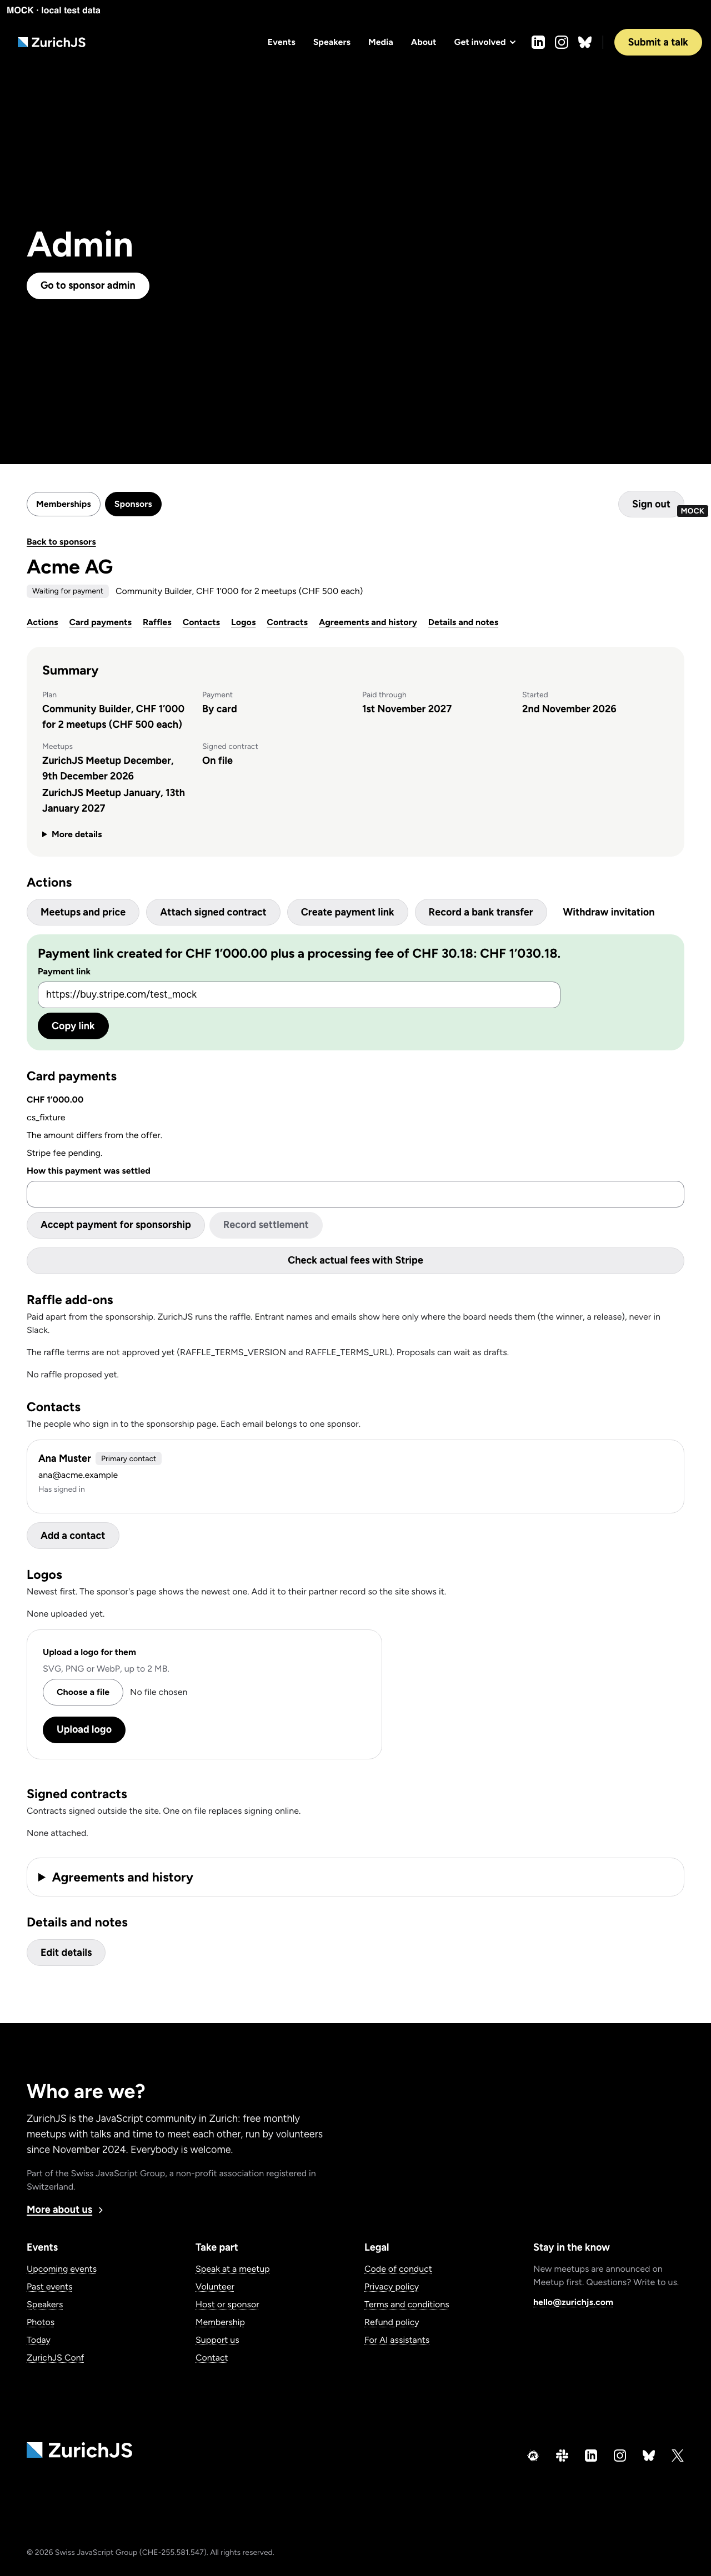 MOCK · local test data
ZurichJS
Events
Speakers
Media
About
Get involved
Submit a talk
Admin
Go to sponsor admin
Memberships
Sponsors
Sign out
MOCK
Back to sponsors
Acme AG
Waiting for payment
Community Builder, CHF 1’000 for 2 meetups (CHF 500 each)
Actions
Card payments
Raffles
Contacts
Logos
Contracts
Agreements and history
Details and notes
Summary
Plan
Community Builder, CHF 1’000
for 2 meetups (CHF 500 each)
Payment
By card
Paid through
1st November 2027
Started
2nd November 2026
Meetups
ZurichJS Meetup December,
9th December 2026
ZurichJS Meetup January, 13th
January 2027
Signed contract
On file
More details
Actions
Meetups and price
Attach signed contract
Create payment link
Record a bank transfer
Withdraw invitation
Payment link created for CHF 1’000.00 plus a processing fee of CHF 30.18: CHF 1’030.18.
Payment link
https://buy.stripe.com/test_mock
Copy link
Card payments
CHF 1’000.00
cs_fixture
The amount differs from the offer.
Stripe fee pending.
How this payment was settled
Accept payment for sponsorship
Record settlement
Check actual fees with Stripe
Raffle add-ons
Paid apart from the sponsorship. ZurichJS runs the raffle. Entrant names and emails show here only where the board needs them (the winner, a release), never in
Slack.
The raffle terms are not approved yet (RAFFLE_TERMS_VERSION and RAFFLE_TERMS_URL). Proposals can wait as drafts.
No raffle proposed yet.
Contacts
The people who sign in to the sponsorship page. Each email belongs to one sponsor.
Ana Muster
Primary contact
ana@acme.example
Has signed in
Add a contact
Logos
Newest first. The sponsor's page shows the newest one. Add it to their partner record so the site shows it.
None uploaded yet.
Upload a logo for them
SVG, PNG or WebP, up to 2 MB.
Choose a file
No file chosen
Upload logo
Signed contracts
Contracts signed outside the site. One on file replaces signing online.
None attached.
Agreements and history
Details and notes
Edit details
Who are we?
ZurichJS is the JavaScript community in Zurich: free monthly
meetups with talks and time to meet each other, run by volunteers
since November 2024. Everybody is welcome.
Part of the Swiss JavaScript Group, a non-profit association registered in
Switzerland.
More about us
Events
Upcoming events
Past events
Speakers
Photos
Today
ZurichJS Conf
Take part
Speak at a meetup
Volunteer
Host or sponsor
Membership
Support us
Contact
Legal
Code of conduct
Privacy policy
Terms and conditions
Refund policy
For AI assistants
Stay in the know
New meetups are announced on
Meetup first. Questions? Write to us.
hello@zurichjs.com
ZurichJS
© 2026 Swiss JavaScript Group (CHE-255.581.547). All rights reserved.